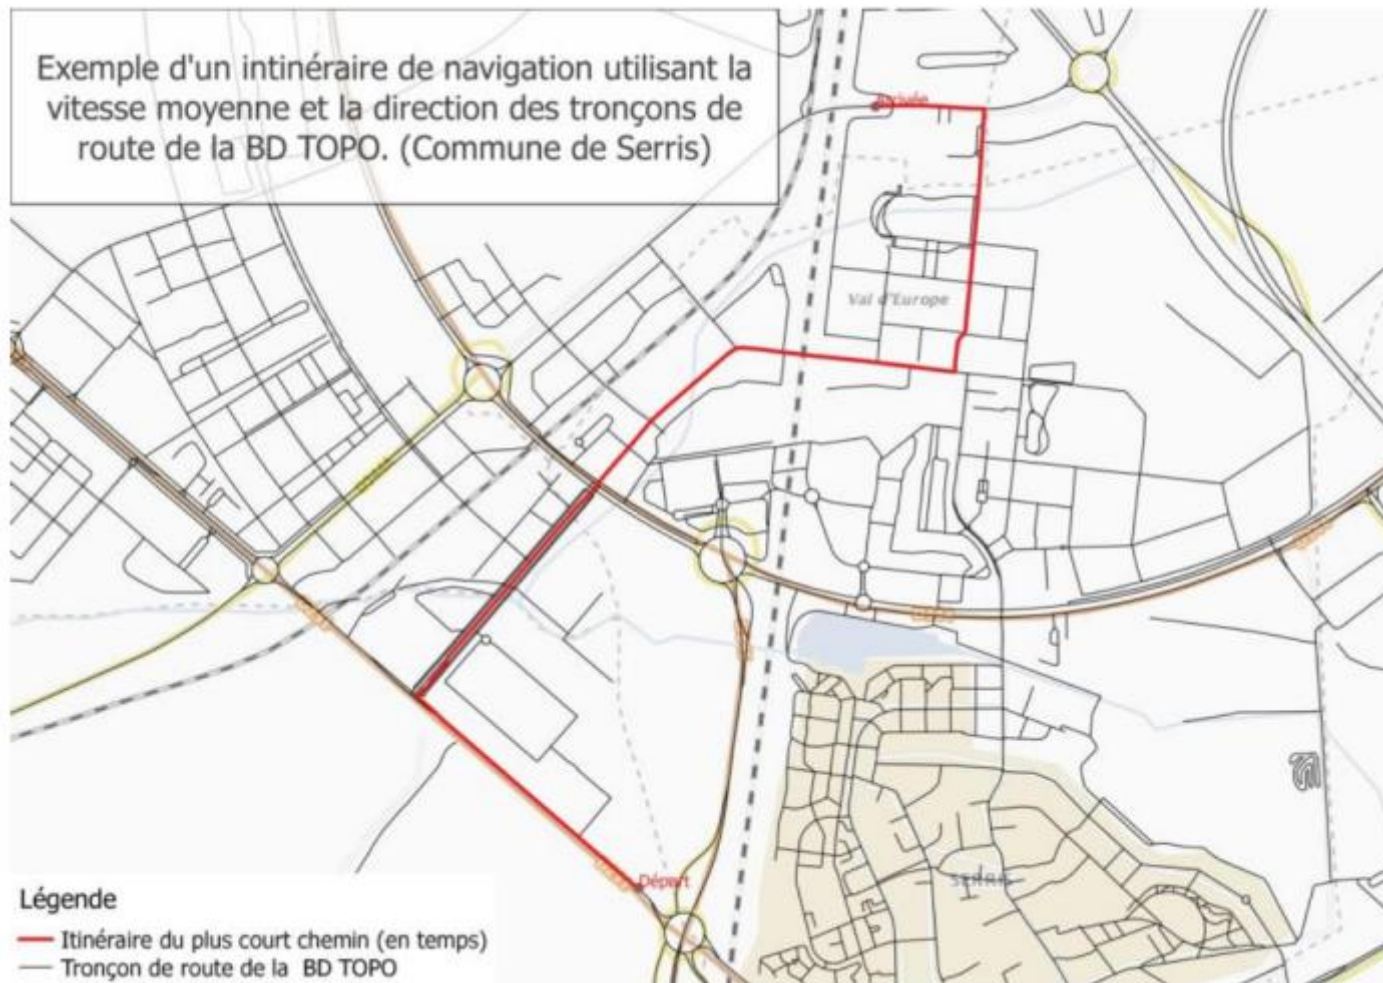 Exemple d'un intinéraire de navigation utilisant la
vitesse moyenne et la direction des tronçons de
route de la BD TOPO. (Commune de Serris)
Arrivée
Val d'Europe
SERRIS
Départ
Légende
Itinéraire du plus court chemin (en temps)
Tronçon de route de la BD TOPO